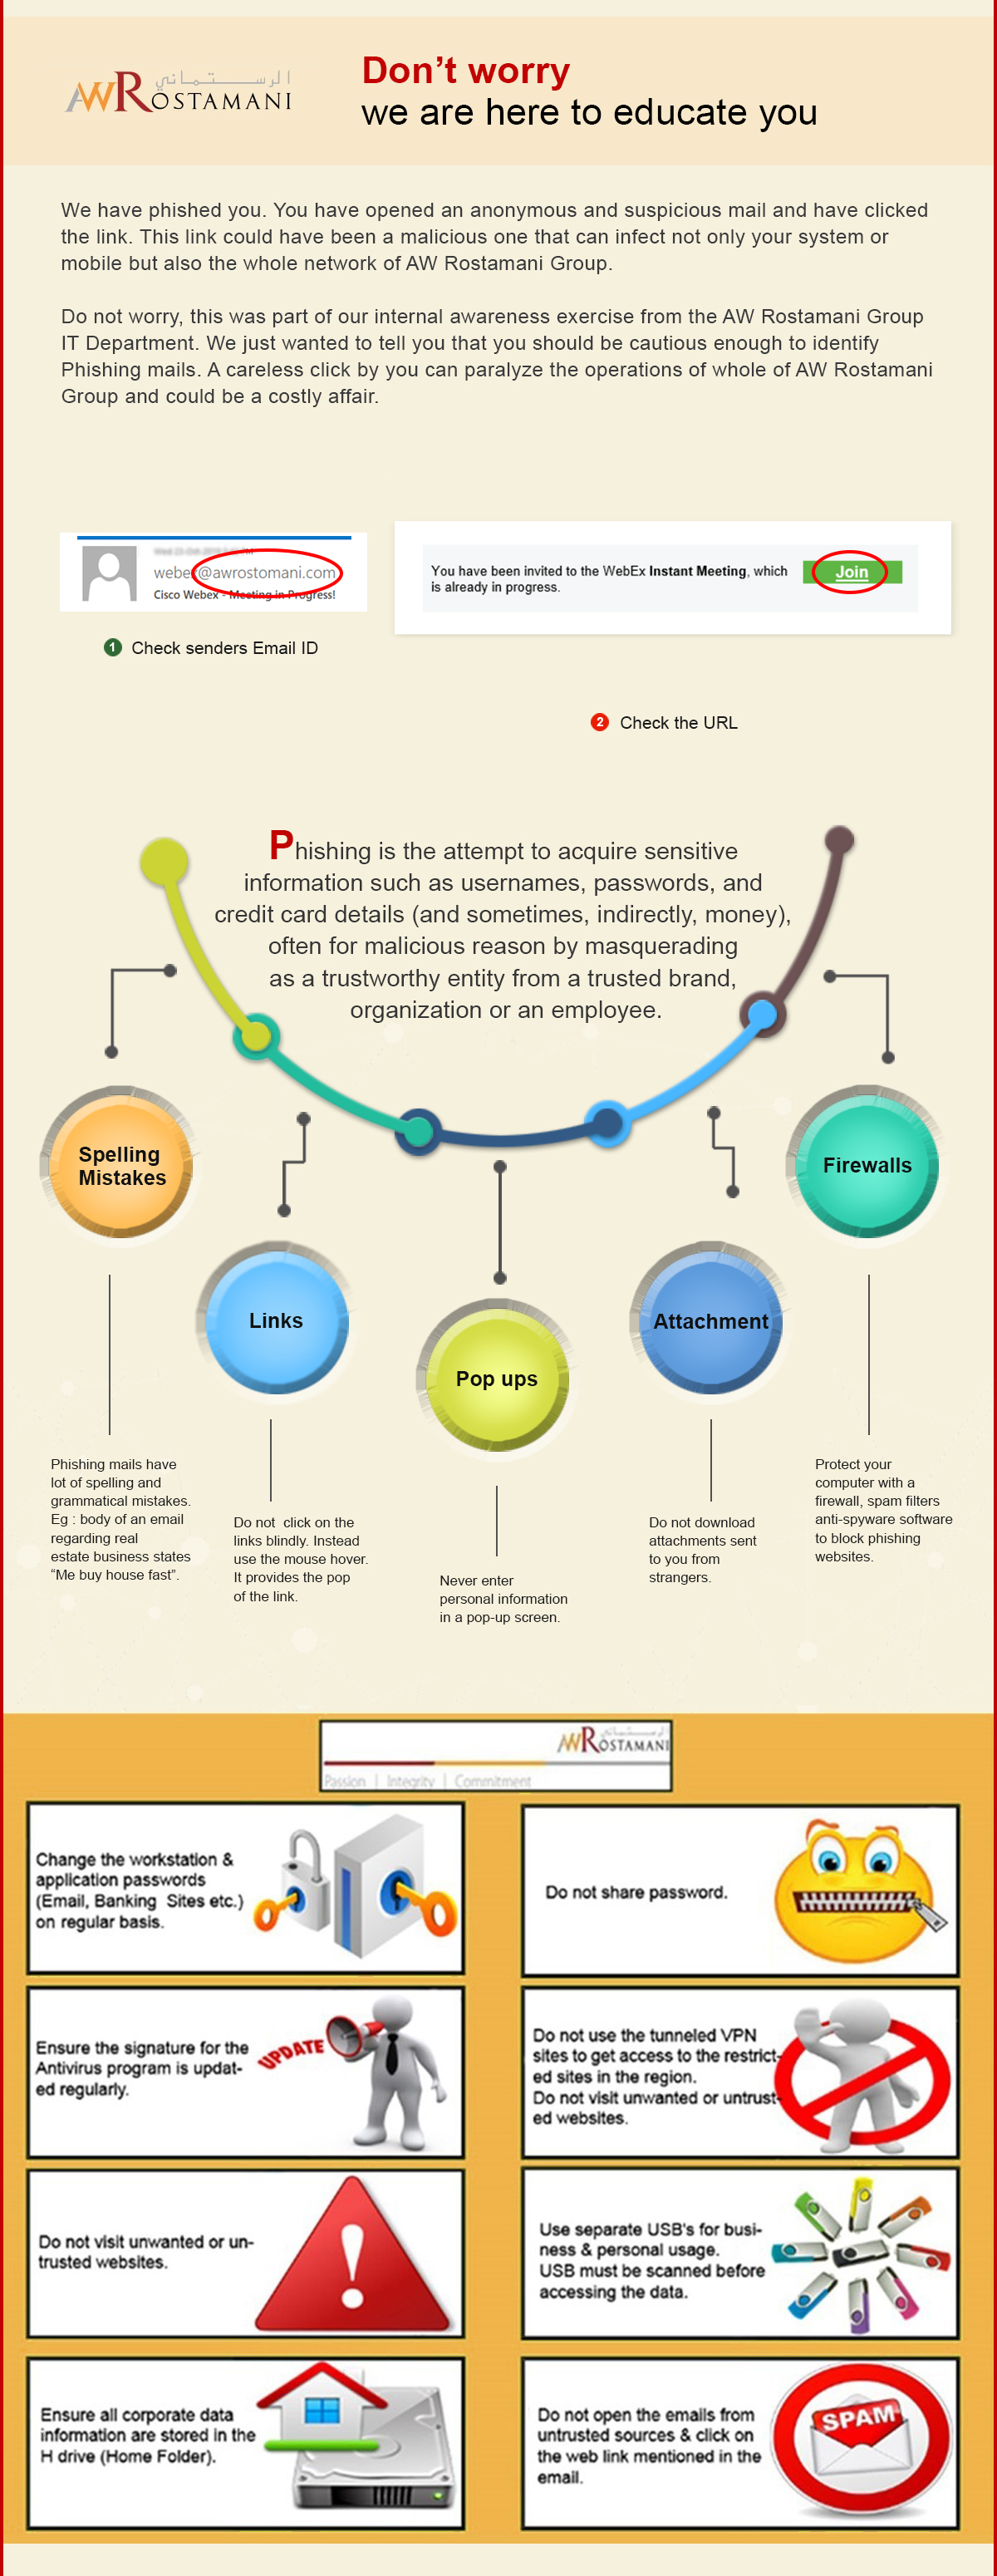 الرستماني
AWROSTAMANI
Don't worry
we are here to educate you
We have phished you. You have opened an anonymous and suspicious mail and have clicked
the link. This link could have been a malicious one that can infect not only your system or
mobile but also the whole network of AW Rostamani Group.
Do not worry, this was part of our internal awareness exercise from the AW Rostamani Group
IT Department. We just wanted to tell you that you should be cautious enough to identify
Phishing mails. A careless click by you can paralyze the operations of whole of AW Rostamani
Group and could be a costly affair.
webex@awrostomani.com
Cisco Webex - Meeting in Progress!
1 Check senders Email ID
You have been invited to the WebEx Instant Meeting, which
is already in progress.
Join
2 Check the URL
Phishing is the attempt to acquire sensitive
information such as usernames, passwords, and
credit card details (and sometimes, indirectly, money),
often for malicious reason by masquerading
as a trustworthy entity from a trusted brand,
organization or an employee.
Spelling
Mistakes
Links
Pop ups
Attachment
Firewalls
Phishing mails have
lot of spelling and
grammatical mistakes.
Eg : body of an email
regarding real
estate business states
“Me buy house fast”.
Do not click on the
links blindly. Instead
use the mouse hover.
It provides the pop
of the link.
Never enter
personal information
in a pop-up screen.
Do not download
attachments sent
to you from
strangers.
Protect your
computer with a
firewall, spam filters
anti-spyware software
to block phishing
websites.
الرستماني
AWROSTAMANI
Passion | Integrity | Commitment
Change the workstation &
application passwords
(Email, Banking Sites etc.)
on regular basis.
Do not share password.
Ensure the signature for the
Antivirus program is updat-
ed regularly.
UPDATE
Do not use the tunneled VPN
sites to get access to the restrict-
ed sites in the region.
Do not visit unwanted or untrust-
ed websites.
Do not visit unwanted or un-
trusted websites.
Use separate USB's for busi-
ness & personal usage.
USB must be scanned before
accessing the data.
Ensure all corporate data
information are stored in the
H drive (Home Folder).
Do not open the emails from
untrusted sources & click on
the web link mentioned in the
email.
SPAM